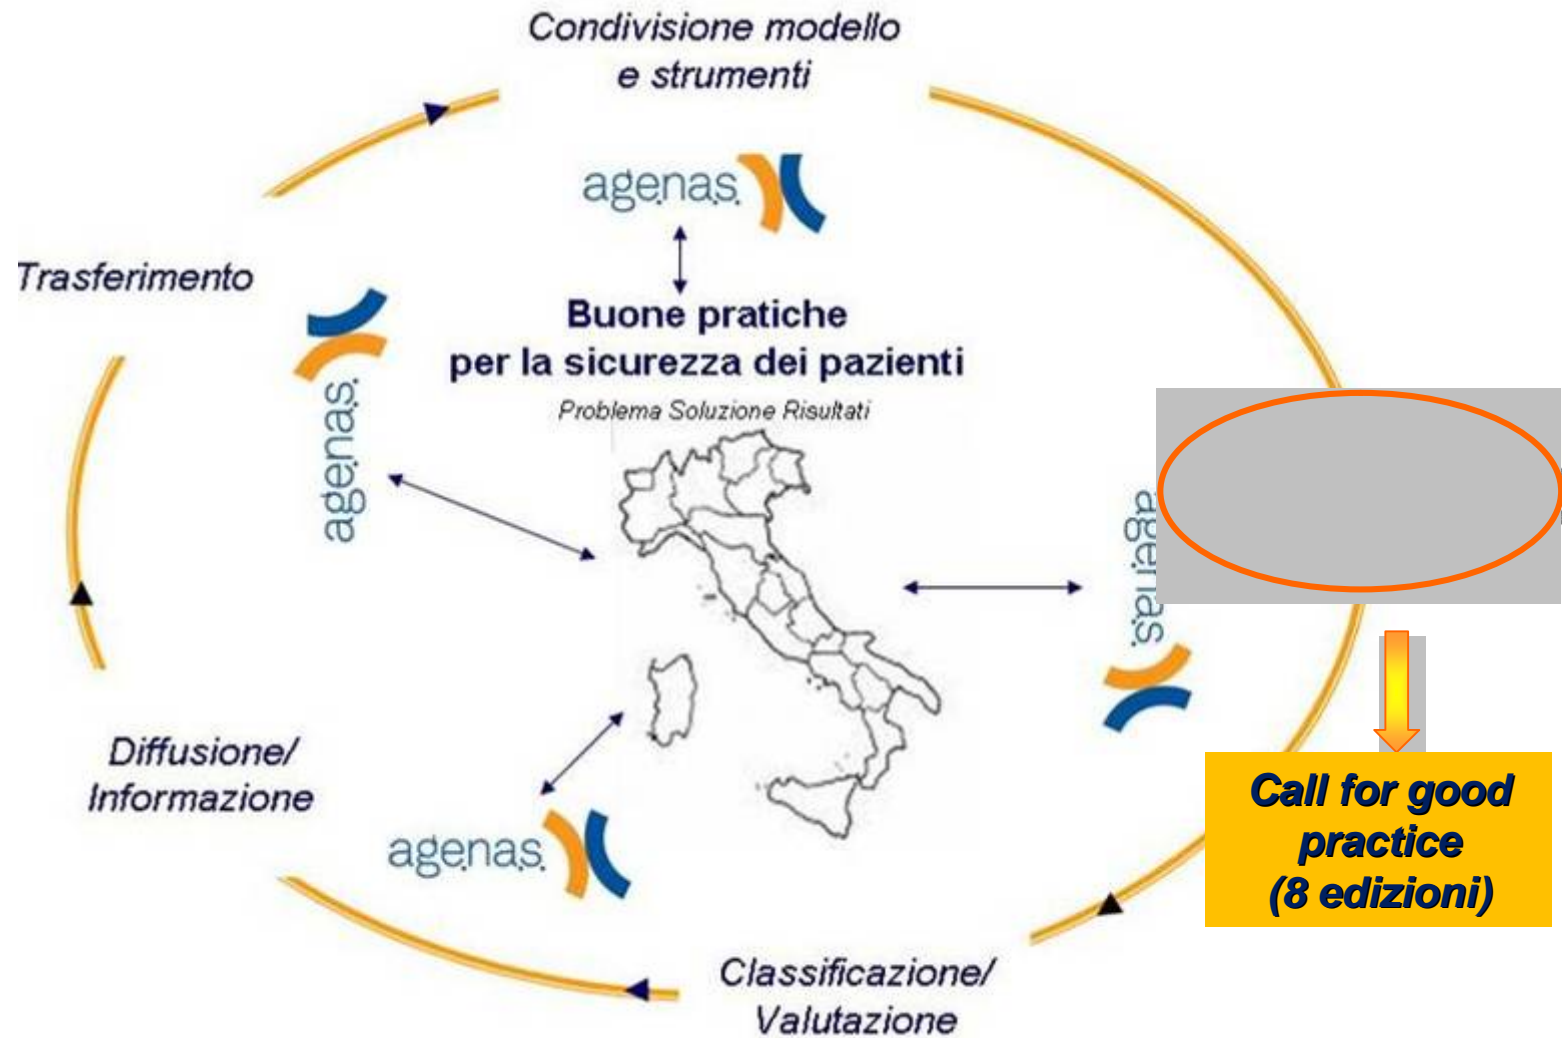 Condivisione modello
e strumenti
agenas.
Trasferimento
Buone pratiche
per la sicurezza dei pazienti
Problema Soluzione Risultati
agenas.
agenas.
Diffusione/
Informazione
agenas.
Call for good
practice
(8 edizioni)
Classificazione/
Valutazione